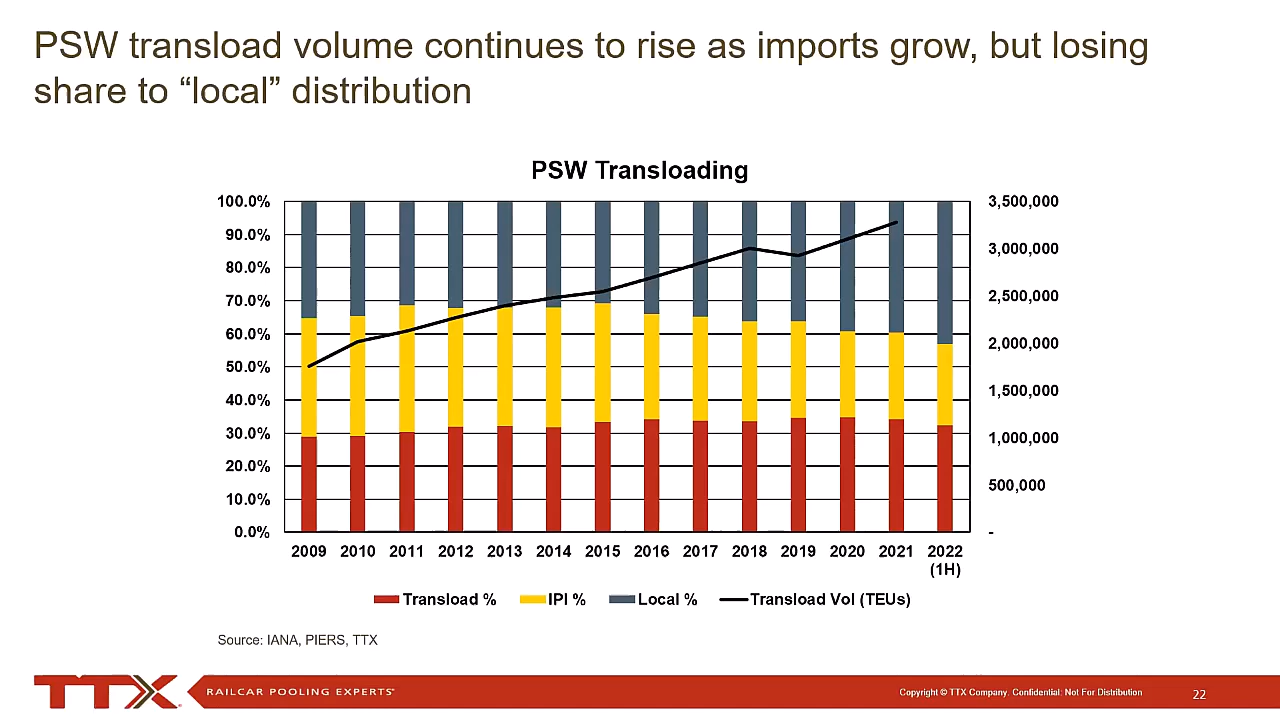 PSW transload volume continues to rise as imports grow, but losing
share to “local” distribution
PSW Transloading
100.0%
90.0%
80.0%
70.0%
60.0%
50.0%
40.0%
30.0%
20.0%
10.0%
0.0%
3,500,000
3,000,000
2,500,000
2,000,000
1,500,000
1,000,000
500,000
-
2009 2010 2011 2012 2013 2014 2015 2016 2017 2018 2019 2020 2021 2022
(1H)
Transload % IPI % Local % Transload Vol (TEUs)
Source: IANA, PIERS, TTX
TTX RAILCAR POOLING EXPERTS
Copyright © TTX Company. Confidential: Not For Distribution 22